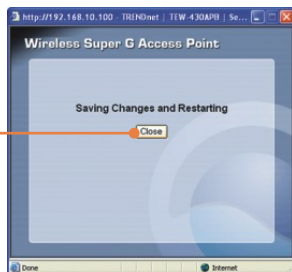 http://192.168.10.100 - TRENDnet | TEW-430APB | Se...
Wireless Super G Access Point
Saving Changes and Restarting
Close
Done
Internet